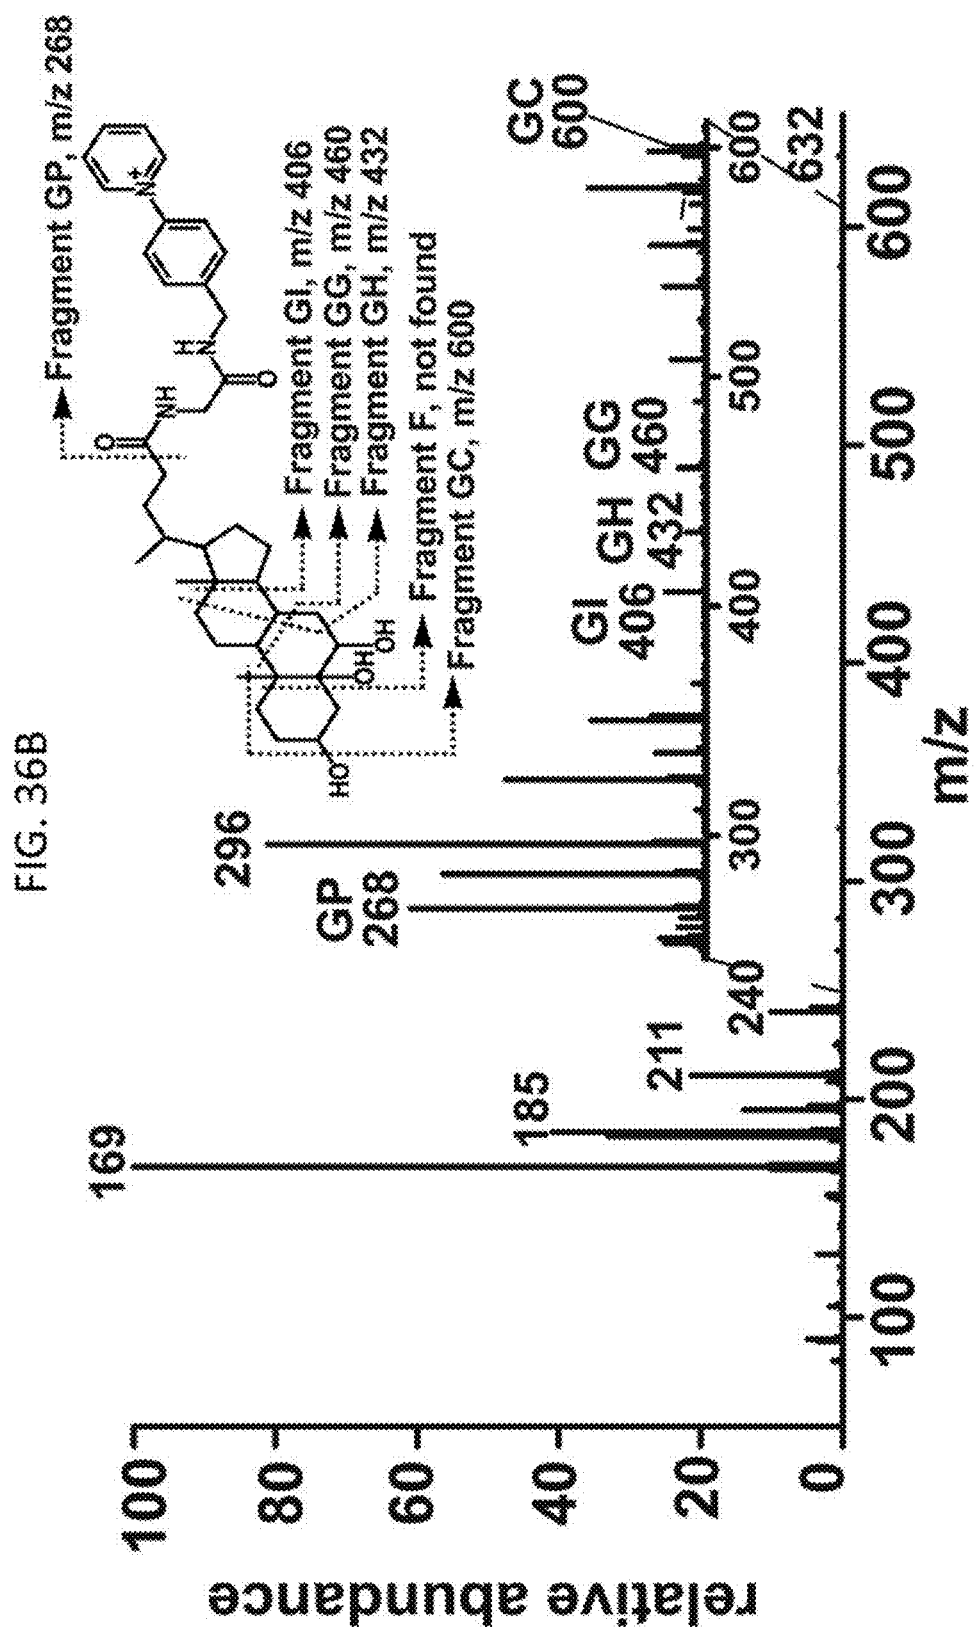 FIG. 36B
Fragment GP, m/z 268
Fragment GI, m/z 406
Fragment GG, m/z 460
Fragment GH, m/z 432
Fragment F, not found
Fragment GC, m/z 600
O
NH
H
N
O
N+
HO
OH
OH
relative abundance
100
80
60
40
20
0
169
185
211
240
GP
268
296
GI
406
GH
432
GG
460
GC
600
632
300
400
500
600
100
200
300
400
500
600
m/z